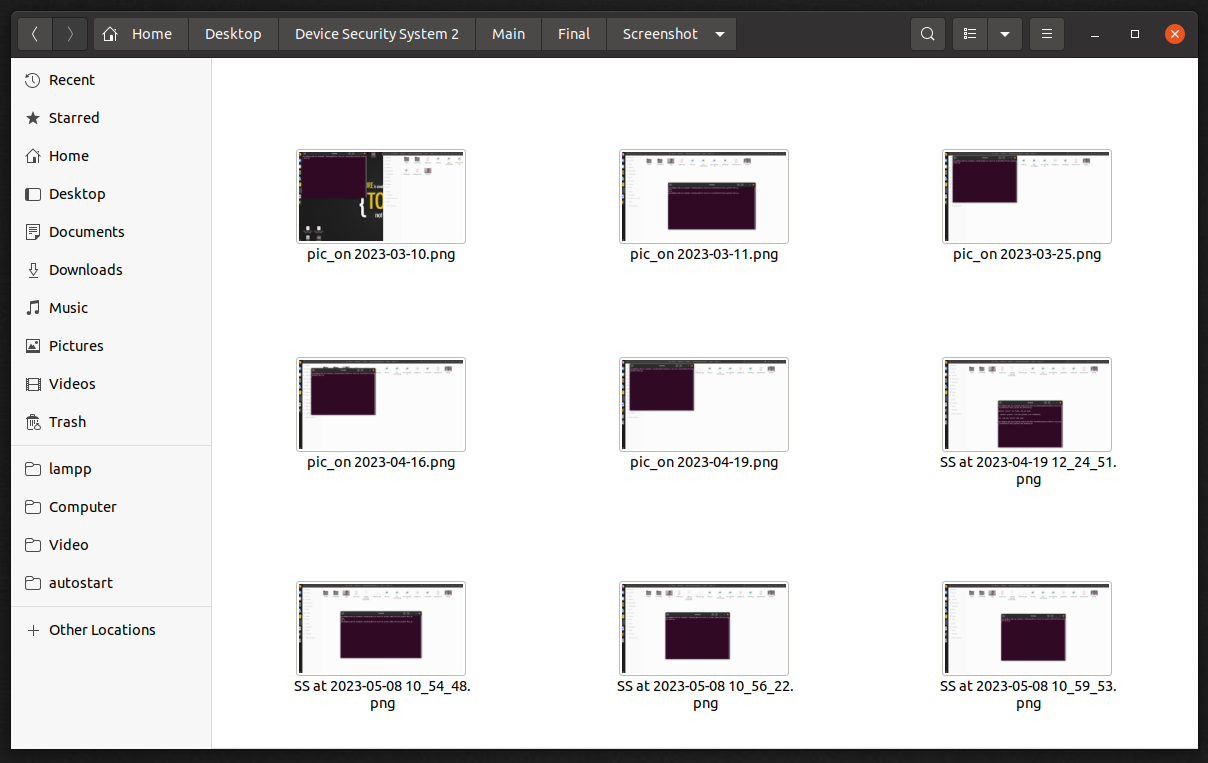 Home Desktop Device Security System 2 Main Final Screenshot
Recent
Starred
Home
Desktop
Documents
Downloads
Music
Pictures
Videos
Trash
lampp
Computer
Video
autostart
Other Locations
pic_on 2023-03-10.png
pic_on 2023-03-11.png
pic_on 2023-03-25.png
pic_on 2023-04-16.png
pic_on 2023-04-19.png
SS at 2023-04-19 12_24_51.
png
SS at 2023-05-08 10_54_48.
png
SS at 2023-05-08 10_56_22.
png
SS at 2023-05-08 10_59_53.
png